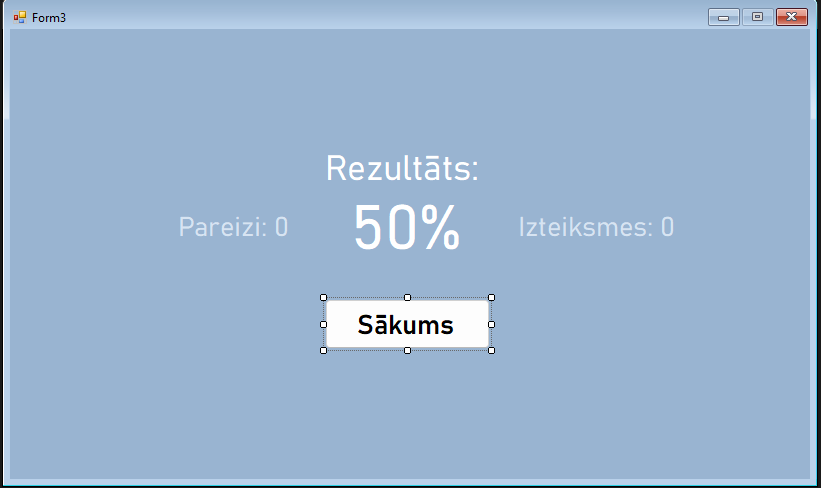 Form3
Rezultāts:
Pareizi: 0
50%
Izteiksmes: 0
Sākums